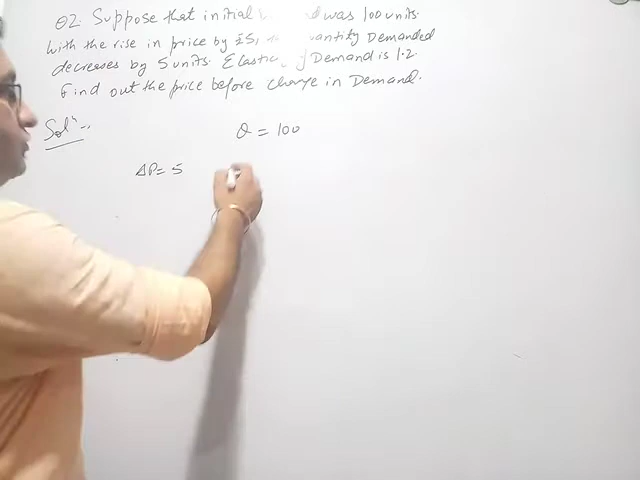 Q2. Suppose that initial was 100 units.
with the rise in price by ₹5, quantity Demanded
decreases by 5 units. Elastic Demand is 1.2.
Find out the price before change in Demand.
Solⁿ :-
Q = 100
ΔP = 5